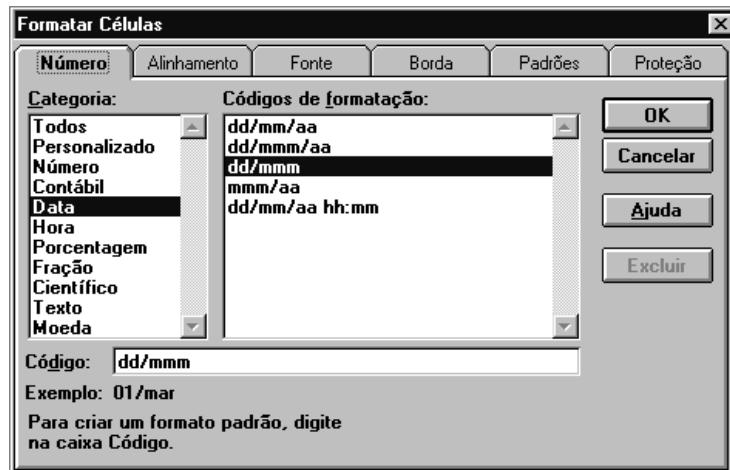 Formatar Células
Número
Alinhamento
Fonte
Borda
Padrões
Proteção
Categoria:
Todos
Personalizado
Número
Contábil
Data
Hora
Porcentagem
Fração
Científico
Texto
Moeda
Códigos de formatação:
dd/mm/aa
dd/mmm/aa
dd/mmm
mmm/aa
dd/mm/aa hh:mm
OK
Cancelar
Ajuda
Excluir
Código: dd/mmm
Exemplo: 01/mar
Para criar um formato padrão, digite
na caixa Código.